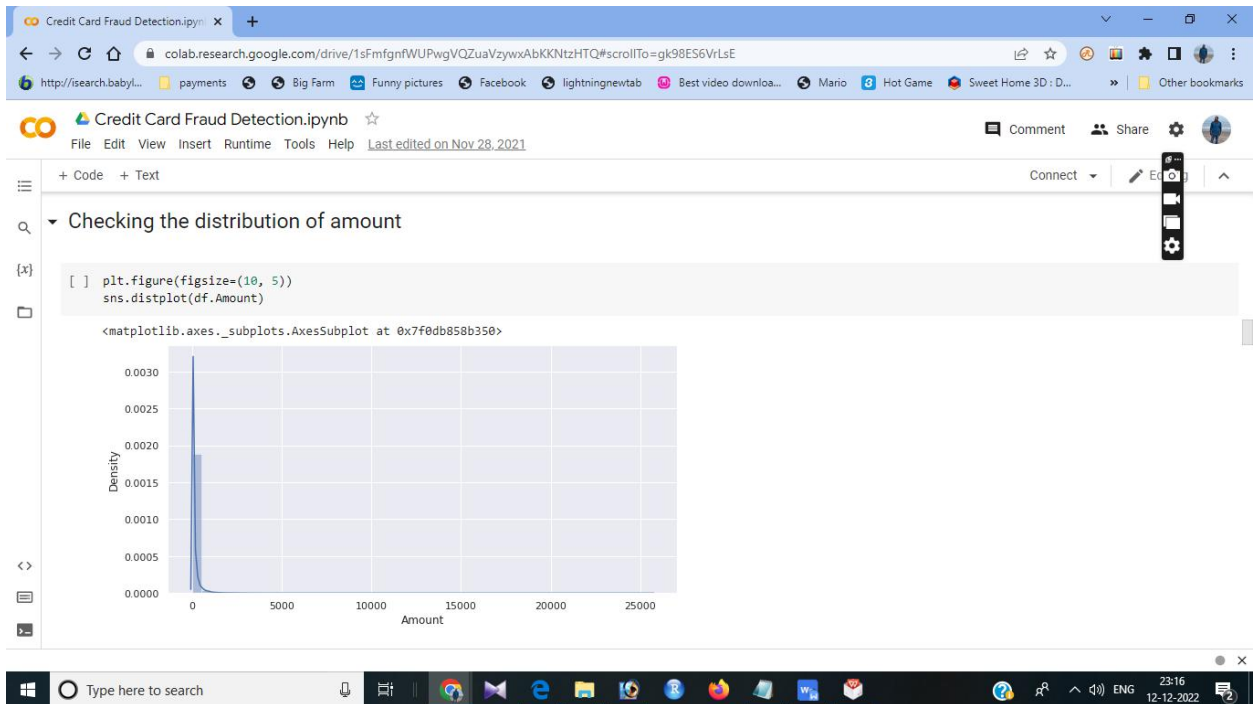 Credit Card Fraud Detection.ipyn
colab.research.google.com/drive/1sFmfgnfWUPwgVQZuaVzywxAbKKNtzHTQ#scrollTo=gk98ES6VrLsE
http://isearch.babyl... payments Big Farm Funny pictures Facebook lightningnewtab Best video downloa... Mario Hot Game Sweet Home 3D : D... » Other bookmarks
CO Credit Card Fraud Detection.ipynb
Comment Share
File Edit View Insert Runtime Tools Help Last edited on Nov 28, 2021
+ Code + Text Connect
Checking the distribution of amount
{x}
[ ] plt.figure(figsize=(10, 5))
sns.distplot(df.Amount)
<matplotlib.axes._subplots.AxesSubplot at 0x7f0db858b350>
0.0030
0.0025
0.0020
0.0015
0.0010
0.0005
0.0000
Density
0 5000 10000 15000 20000 25000
Amount
Type here to search
ENG
23:16
12-12-2022
2